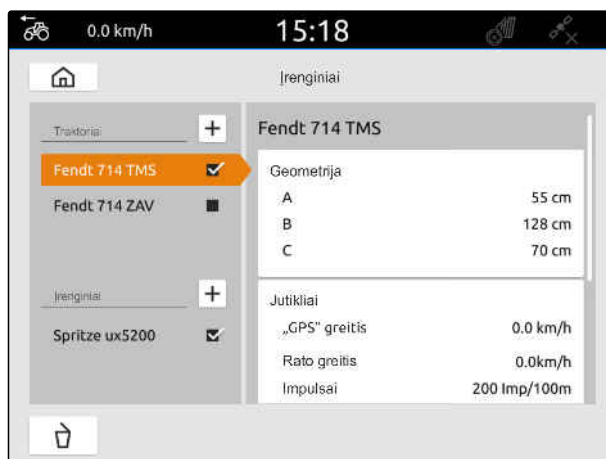 0.0 km/h 15:18
Įrenginiai
Traktoriai
Fendt 714 TMS
Fendt 714 ZAV
Įrenginiai
Spritze ux5200
Fendt 714 TMS
Geometrija
A 55 cm
B 128 cm
C 70 cm
Jutikliai
„GPS” greitis 0.0 km/h
Rato greitis 0.0km/h
Impulsai 200 Imp/100m